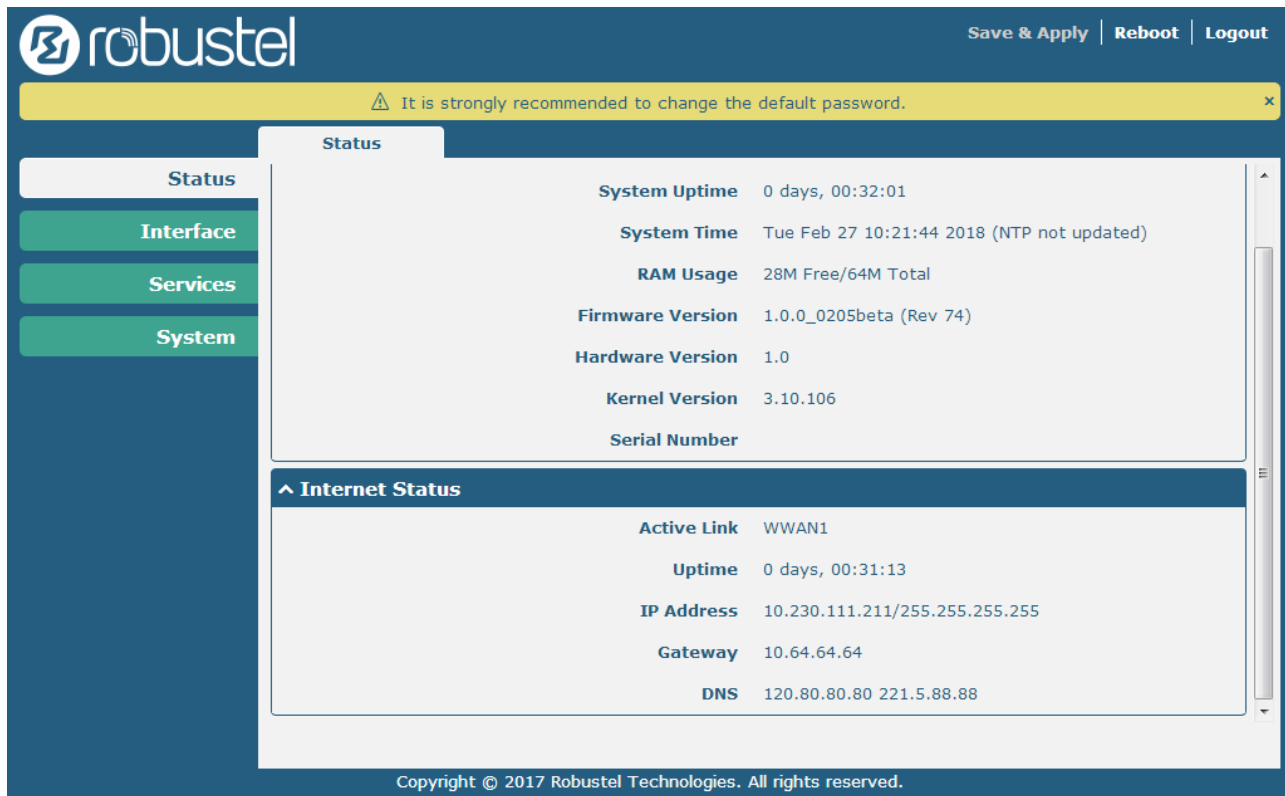 robustel
Save & Apply | Reboot | Logout
⚠ It is strongly recommended to change the default password. ×
Status
Status
Interface
Services
System
System Uptime 0 days, 00:32:01
System Time Tue Feb 27 10:21:44 2018 (NTP not updated)
RAM Usage 28M Free/64M Total
Firmware Version 1.0.0_0205beta (Rev 74)
Hardware Version 1.0
Kernel Version 3.10.106
Serial Number
Internet Status
Active Link WWAN1
Uptime 0 days, 00:31:13
IP Address 10.230.111.211/255.255.255.255
Gateway 10.64.64.64
DNS 120.80.80.80 221.5.88.88
Copyright © 2017 Robustel Technologies. All rights reserved.